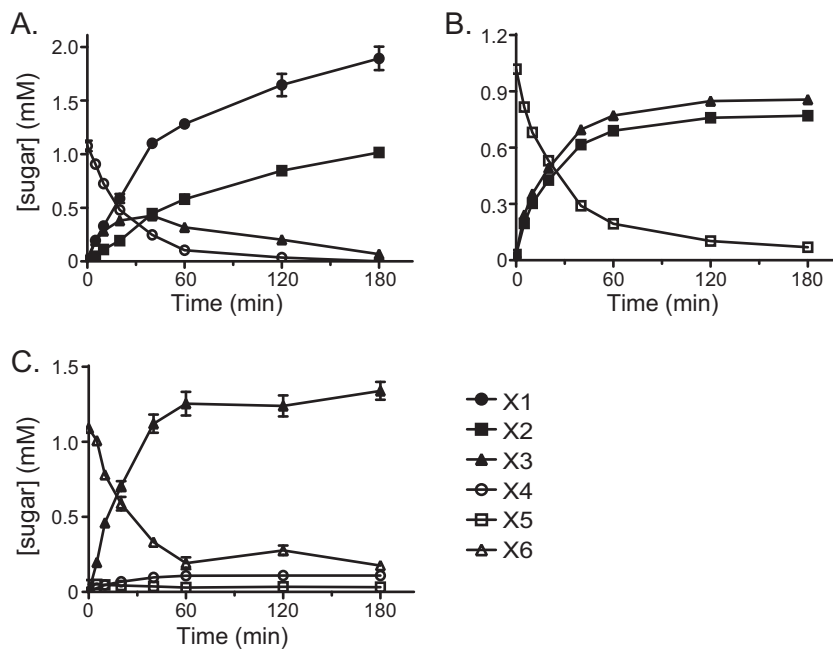 A.
2.0
1.5
1.0
0.5
0
[sugar] (mM)
0 60 120 180
Time (min)
B.
1.2
0.9
0.6
0.3
0
0 60 120 180
Time (min)
C.
1.5
1.0
0.5
0
[sugar] (mM)
0 60 120 180
Time (min)
X1
X2
X3
X4
X5
X6